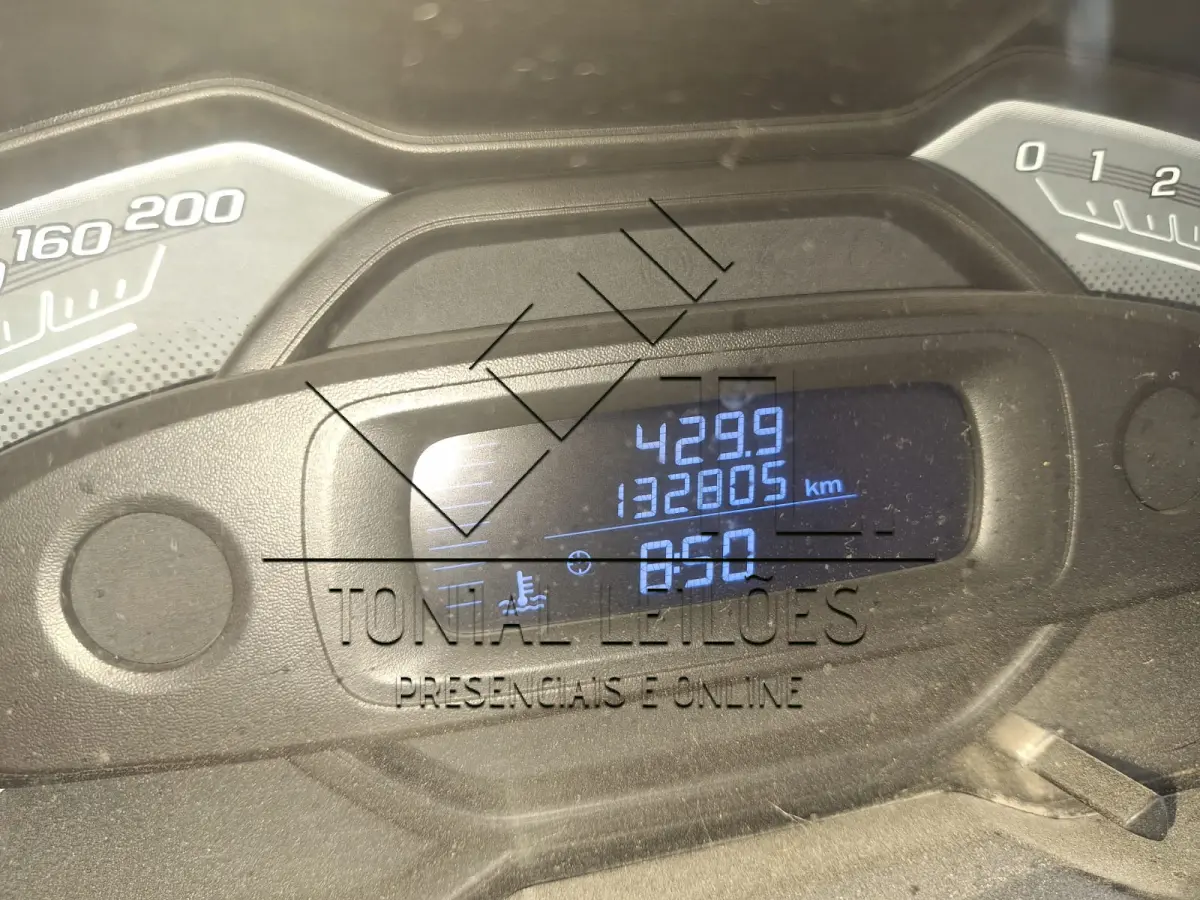 160 200
0 1 2
429.9
132805 km
8:50
TONIAL LEILÕES
PRESENCIAIS E ONLINE